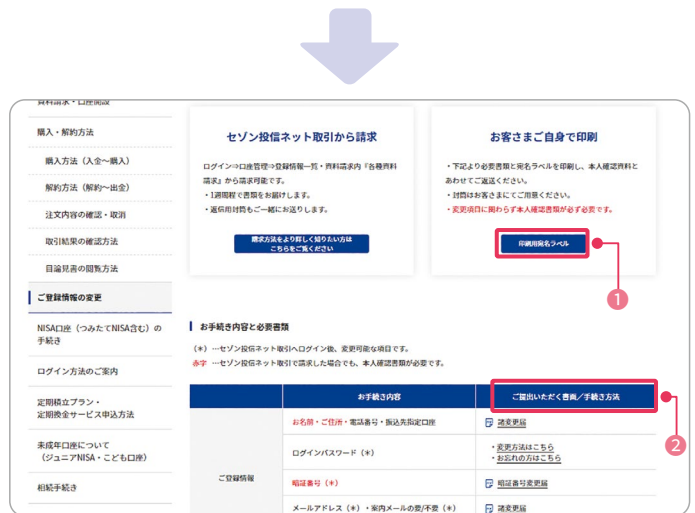 資料請求・口座開設
購入・解約方法
購入方法（入金〜購入）
解約方法（解約〜出金）
注文内容の確認・取消
取引結果の確認方法
目論見書の閲覧方法
ご登録情報の変更
NISA口座（つみたてNISA含む）の
手続き
ログイン方法のご案内
定期積立プラン・
定期換金サービス申込方法
未成年口座について
（ジュニアNISA・こども口座）
相続手続き
セゾン投信ネット取引から請求
ログイン⇒口座管理⇒登録情報一覧・資料請求内『各種資料
請求』から請求可能です。
・1週間程で書類をお届けします。
・返信用封筒もご一緒にお送りします。
請求方法をより詳しく知りたい方は
こちらをご覧ください
お客さまご自身で印刷
・下記より必要書類と宛名ラベルを印刷し、本人確認資料と
あわせてご返送ください。
・封筒はお客さまにてご用意ください。
・変更項目に関わらず本人確認書類が必ず必要です。
印刷用宛名ラベル
1
お手続き内容と必要書類
（*）…セゾン投信ネット取引へログイン後、変更可能な項目です。
赤字 …セゾン投信ネット取引で請求した場合でも、本人確認書類が必要です。
お手続き内容
ご提出いただく書面／手続き方法
2
ご登録情報
お名前・ご住所・電話番号・振込先指定口座
諸変更届
ログインパスワード（*）
・変更方法はこちら
・お忘れの方はこちら
暗証番号（*）
暗証番号変更届
メールアドレス（*）・案内メールの要/不要（*）
諸変更届